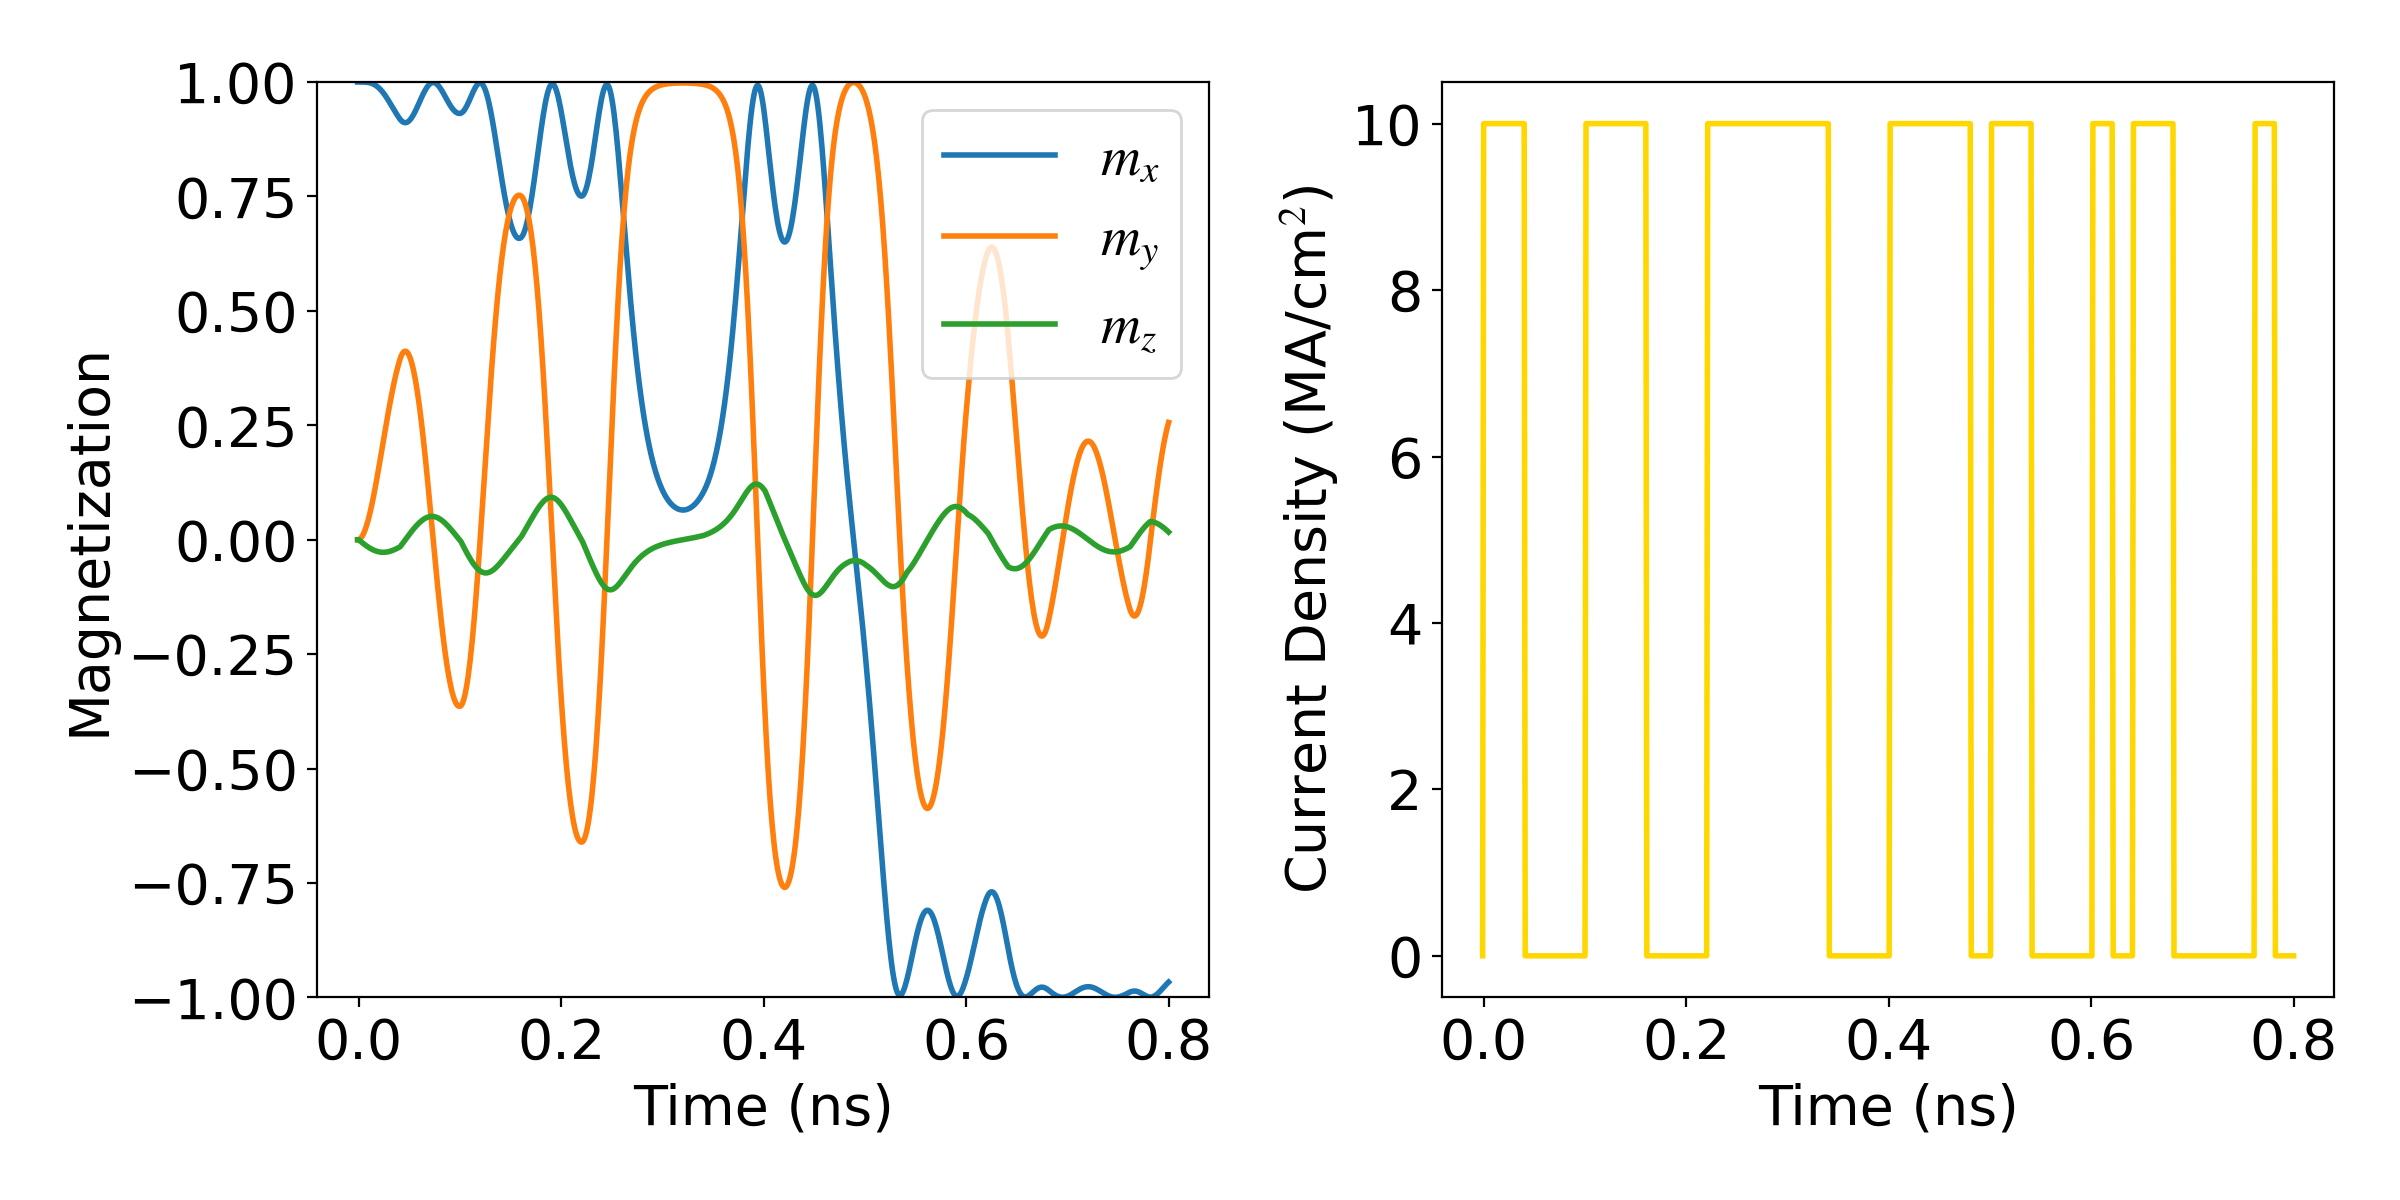 Magnetization
1.00
0.75
0.50
0.25
0.00
−0.25
−0.50
−0.75
−1.00
0.0 0.2 0.4 0.6 0.8
Time (ns)
m_x
m_y
m_z
Current Density (MA/cm²)
10
8
6
4
2
0
0.0 0.2 0.4 0.6 0.8
Time (ns)